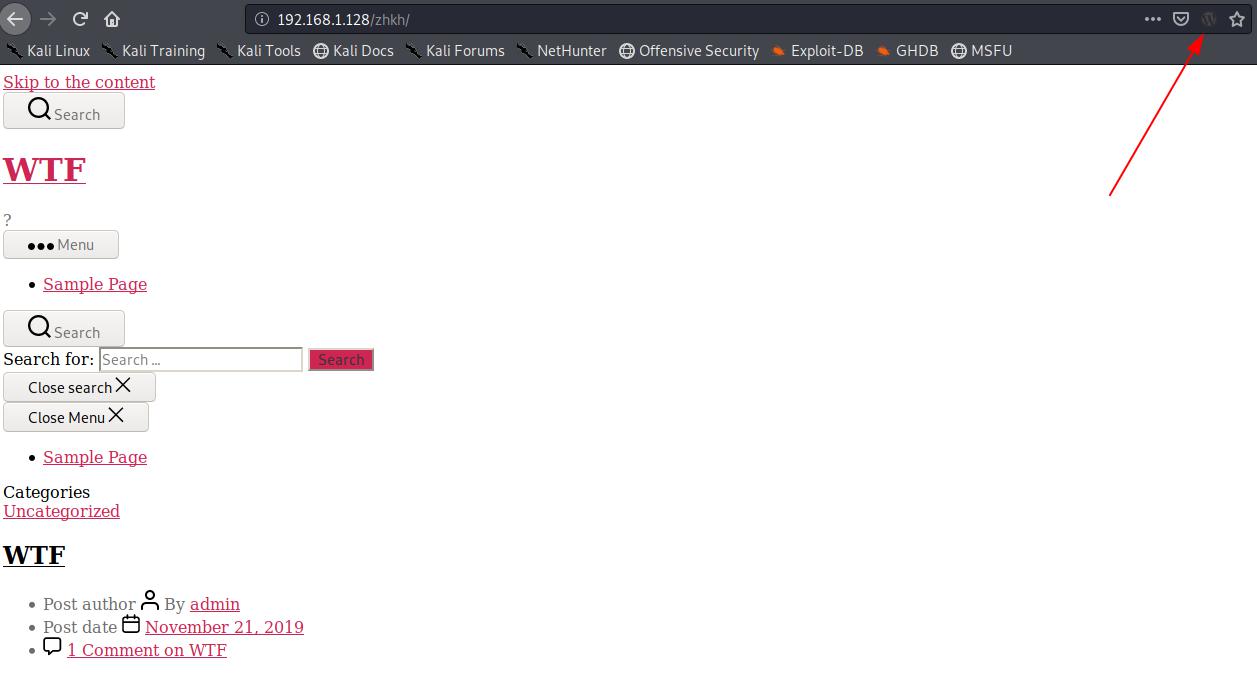 192.168.1.128/zhkh/
Kali Linux Kali Training Kali Tools Kali Docs Kali Forums NetHunter Offensive Security Exploit-DB GHDB MSFU
Skip to the content
Search
WTF
?
Menu
Sample Page
Search
Search for: Search … Search
Close search
Close Menu
Sample Page
Categories
Uncategorized
WTF
Post author By admin
Post date November 21, 2019
1 Comment on WTF